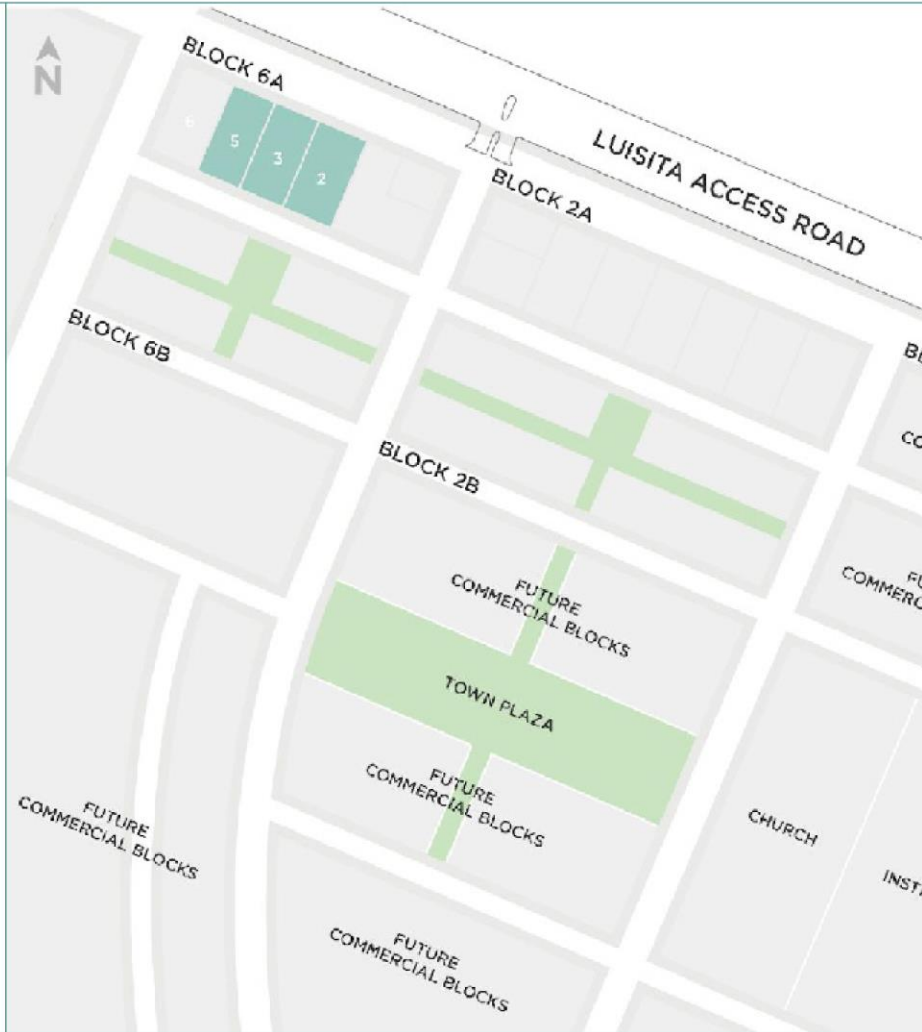 N
BLOCK 6A
6
5
3
2
LUISITA ACCESS ROAD
BLOCK 2A
BLOCK 6B
BLOCK 2B
FUTURE
COMMERCIAL BLOCKS
TOWN PLAZA
FUTURE
COMMERCIAL BLOCKS
CHURCH
FUTURE
COMMERCIAL BLOCKS
FUTURE
COMMERCIAL BLOCKS